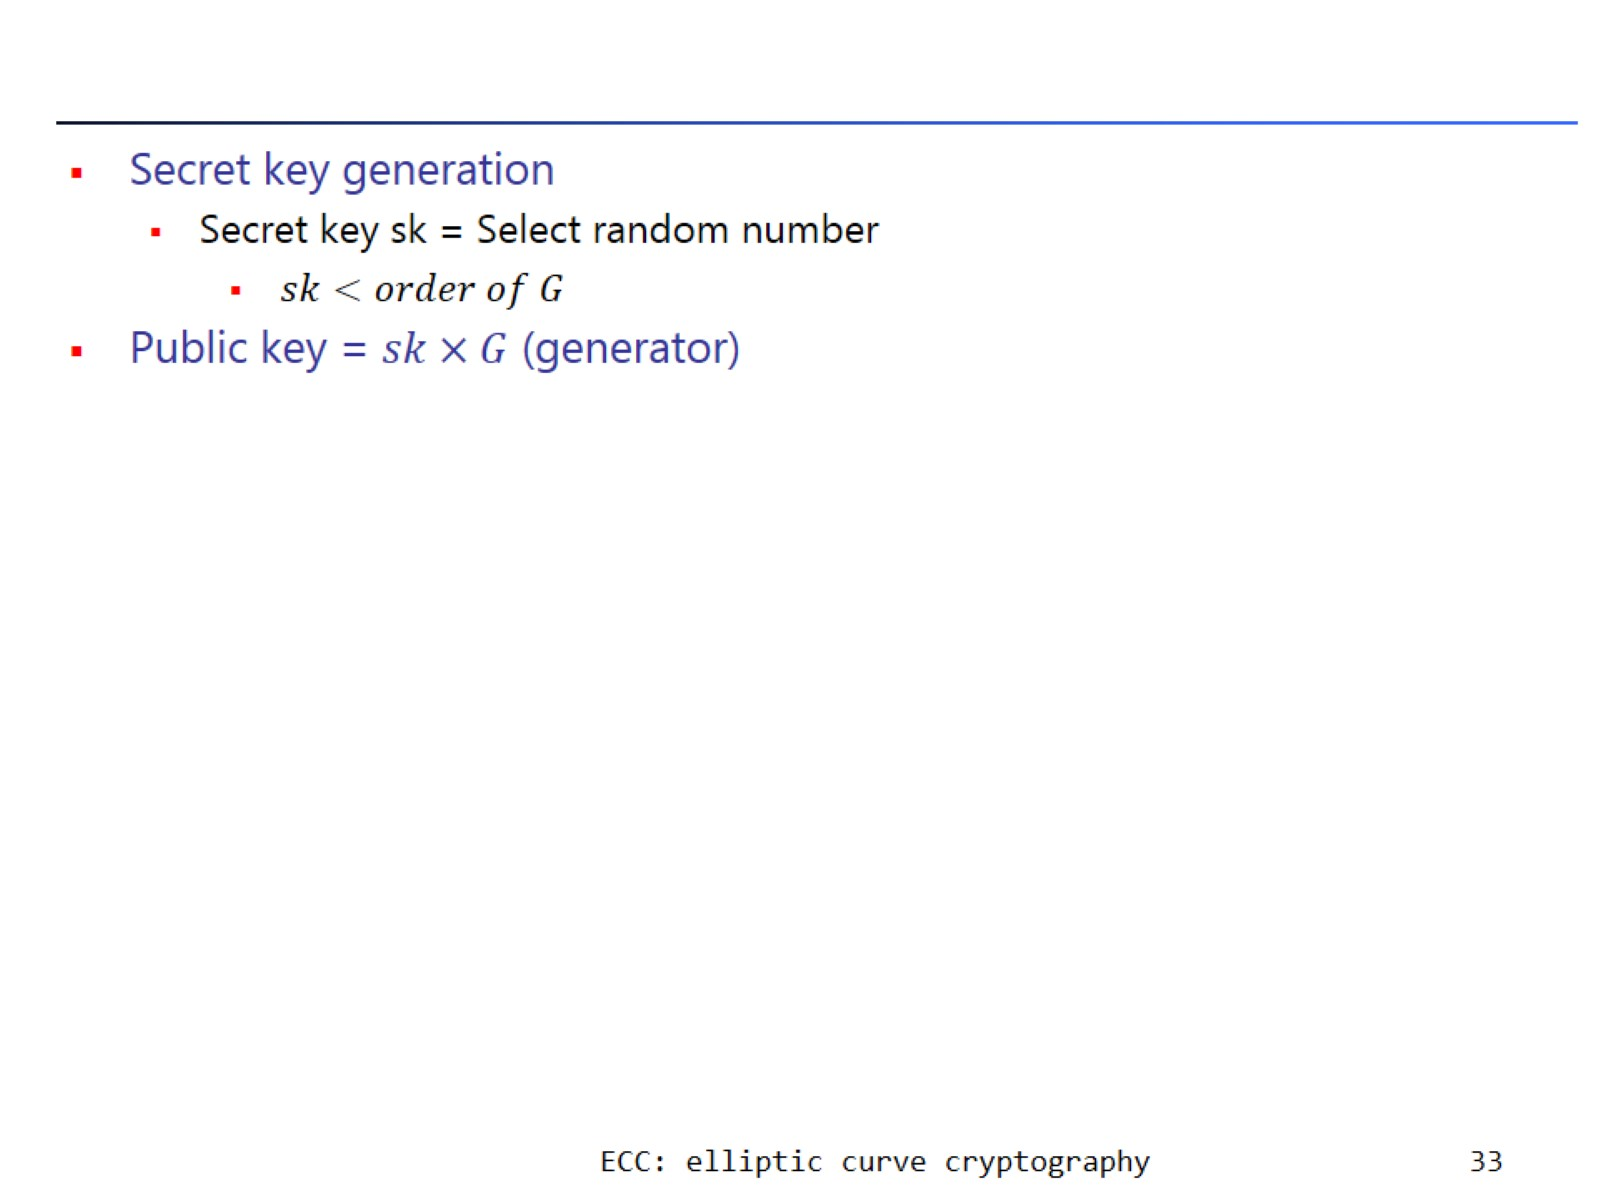 Secret key generation
Secret key sk = Select random number
sk < order of G
Public key = sk × G (generator)
ECC: elliptic curve cryptography
33